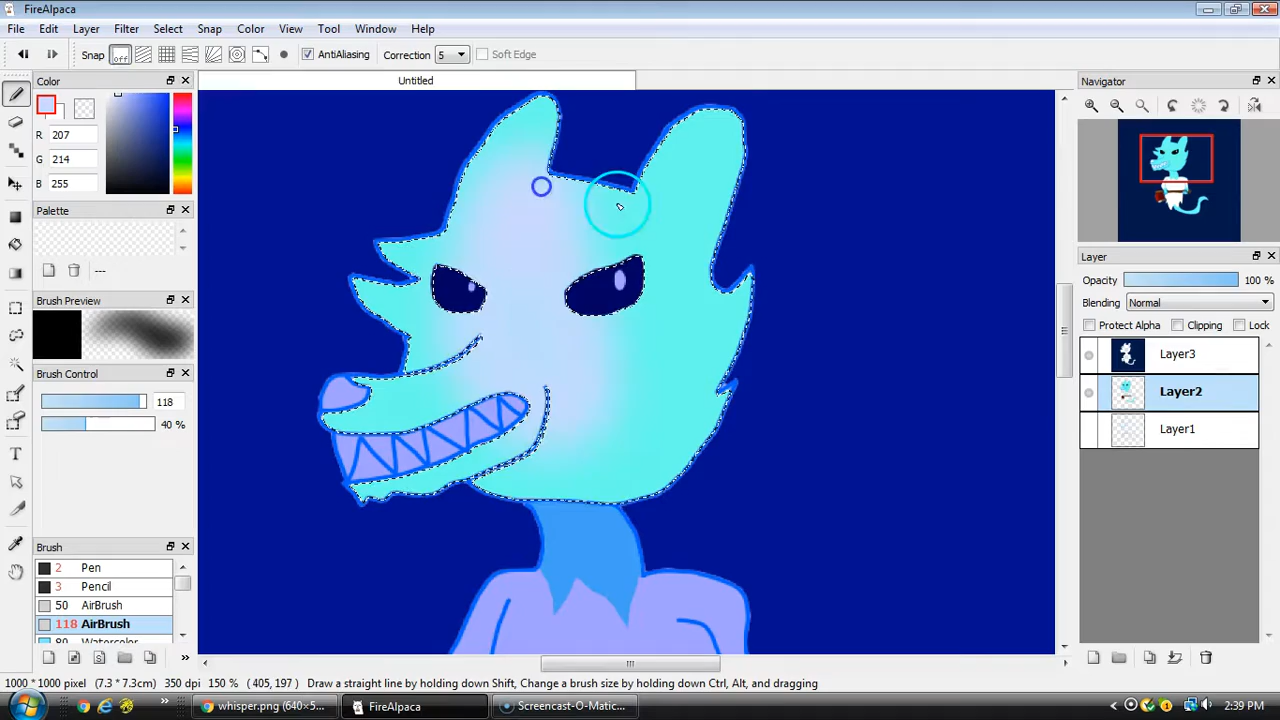 FireAlpaca
File Edit Layer Filter Select Snap Color View Tool Window Help
Snap off AntiAliasing Correction 5 Soft Edge
Color
Untitled
Navigator
R 207
G 214
B 255
Palette
---
Brush Preview
Brush Control
118
40 %
Brush
2 Pen
3 Pencil
50 AirBrush
118 AirBrush
80 Watercolor
Layer
Opacity 100 %
Blending Normal
Protect Alpha Clipping Lock
Layer3
Layer2
Layer1
1000 * 1000 pixel (7.3 * 7.3cm) 350 dpi 150 % (405, 197) Draw a straight line by holding down Shift, Change a brush size by holding down Ctrl, Alt, and dragging
whisper.png (640×5... FireAlpaca Screencast-O-Matic... 2:39 PM